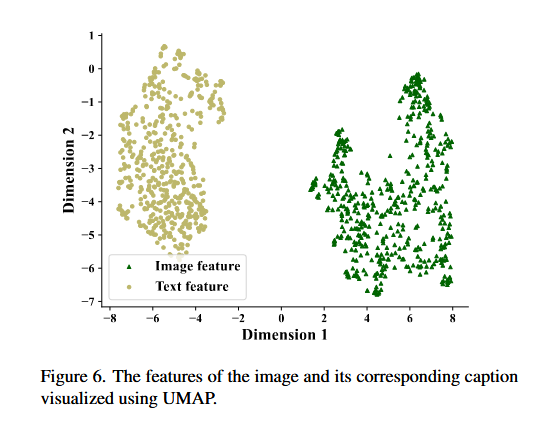 1
0
−1
−2
−3
−4
−5
−6
−7
Dimension 2
Image feature
Text feature
−8 −6 −4 −2 0 2 4 6 8
Dimension 1
Figure 6. The features of the image and its corresponding caption
visualized using UMAP.